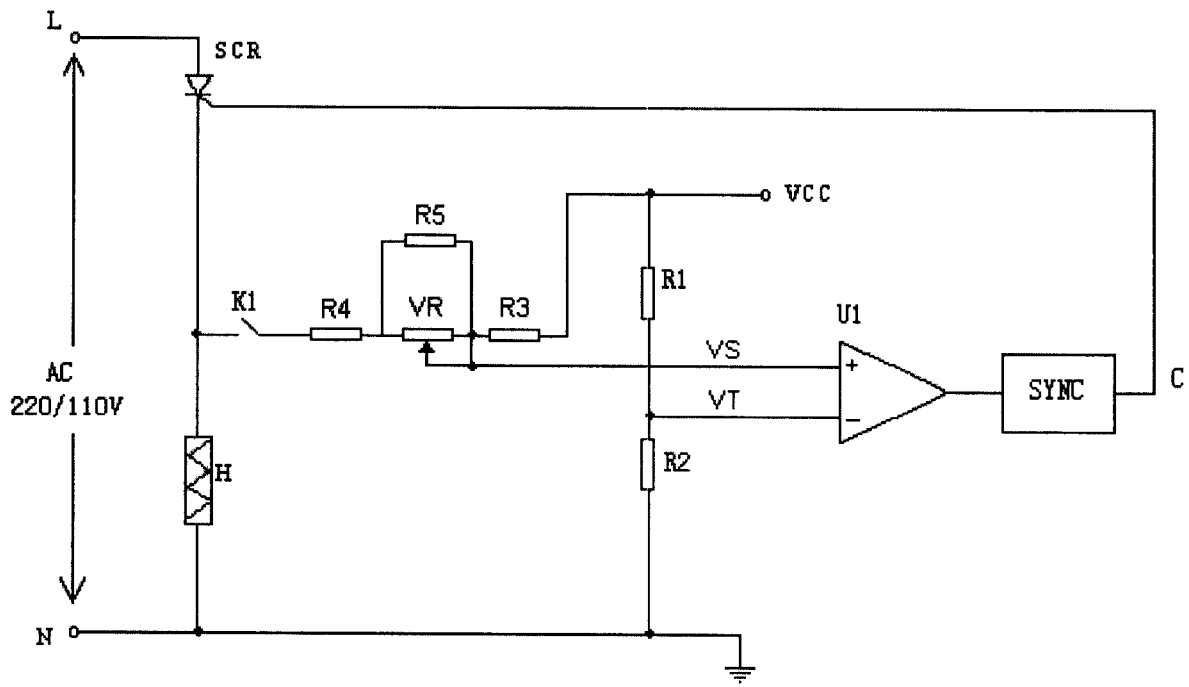 L
SCR
VCC
R5
R1
K1
R4
VR
R3
U1
VS
+
AC
220/110V
SYNC
C
VT
−
H
R2
N